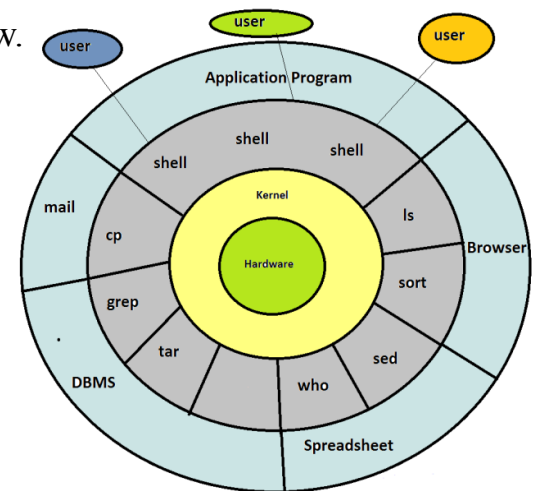 w.
user
user
user
Application Program
shell
shell
shell
mail
Kernel
cp
ls
Browser
Hardware
grep
sort
tar
sed
DBMS
who
Spreadsheet